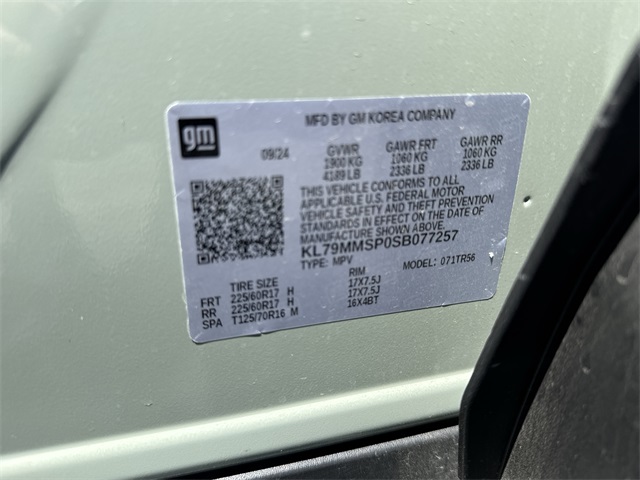 gm
MFD BY GM KOREA COMPANY
09/24 GVWR GAWR FRT GAWR RR
1900 KG 1060 KG 1060 KG
4189 LB 2336 LB 2336 LB
THIS VEHICLE CONFORMS TO ALL
APPLICABLE U.S. FEDERAL MOTOR
VEHICLE SAFETY AND THEFT PREVENTION
STANDARDS IN EFFECT ON THE DATE OF
MANUFACTURE SHOWN ABOVE.
KL79MMSP0SB077257
TYPE: MPV MODEL: 071TR56
TIRE SIZE RIM
FRT 225/60R17 H 17X7.5J
RR 225/60R17 H 17X7.5J
SPA T125/70R16 M 16X4BT